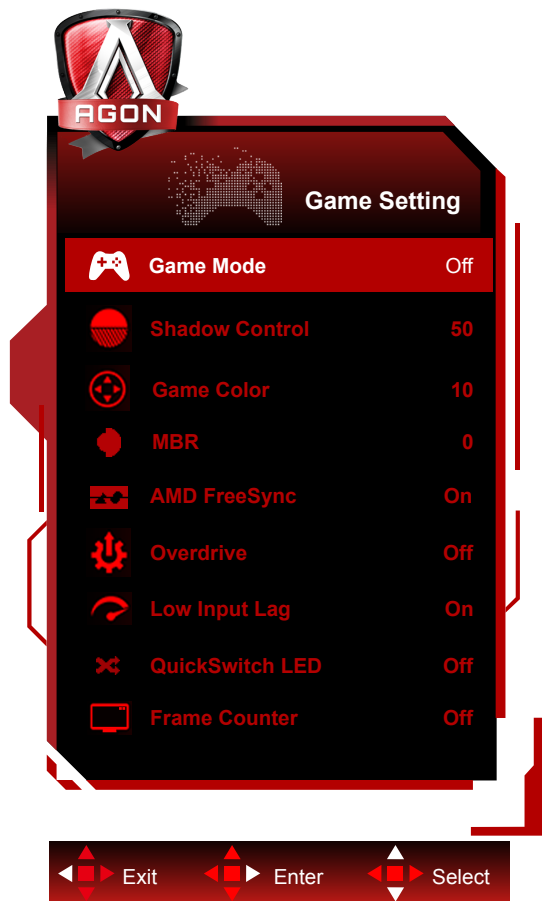 AGON
Game Setting
Game Mode Off
Shadow Control 50
Game Color 10
MBR 0
AMD FreeSync On
Overdrive Off
Low Input Lag On
QuickSwitch LED Off
Frame Counter Off
Exit Enter Select